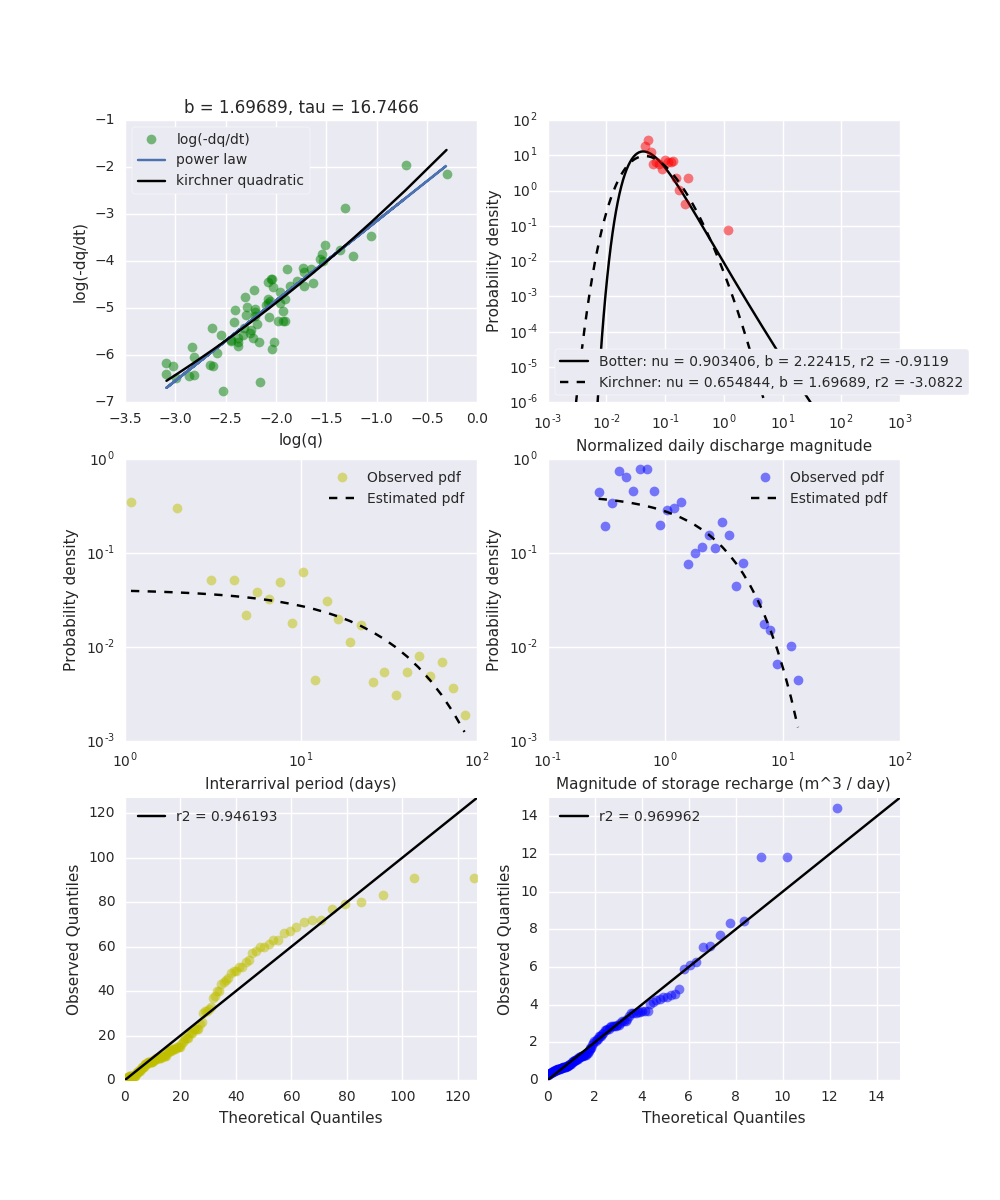 b = 1.69689, tau = 16.7466
log(-dq/dt)
power law
kirchner quadratic
−1
−2
−3
−4
−5
−6
−7
log(-dq/dt)
−3.5 −3.0 −2.5 −2.0 −1.5 −1.0 −0.5 0.0
log(q)
10^2
10^1
10^0
10^-1
10^-2
10^-3
10^-4
10^-5
10^-6
Probability density
Botter: nu = 0.903406, b = 2.22415, r2 = -0.9119
Kirchner: nu = 0.654844, b = 1.69689, r2 = -3.0822
10^-3 10^-2 10^-1 10^0 10^1 10^2 10^3
Normalized daily discharge magnitude
Observed pdf
Estimated pdf
10^0
10^-1
10^-2
10^-3
Probability density
10^0 10^1 10^2
Interarrival period (days)
Observed pdf
Estimated pdf
10^0
10^-1
10^-2
10^-3
Probability density
10^-1 10^0 10^1 10^2
Magnitude of storage recharge (m^3 / day)
r2 = 0.946193
120
100
80
60
40
20
0
Observed Quantiles
0 20 40 60 80 100 120
Theoretical Quantiles
r2 = 0.969962
14
12
10
8
6
4
2
0
Observed Quantiles
0 2 4 6 8 10 12 14
Theoretical Quantiles